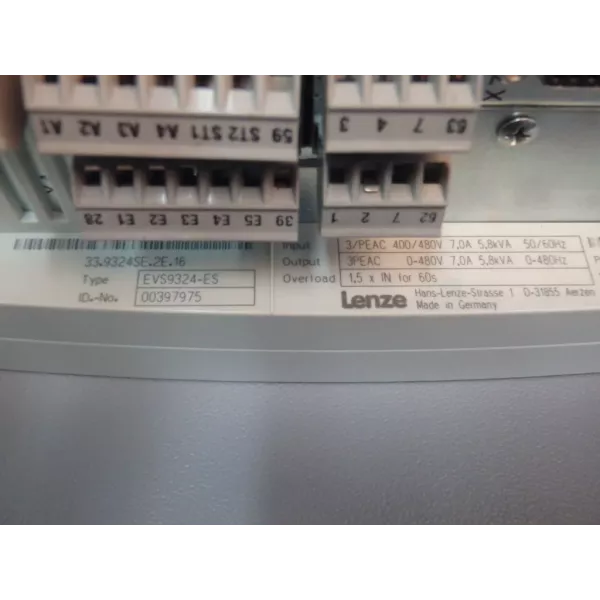 A1 A2 A3 A4 ST1 ST2 59
3 4 7 63
X
28 E1 E2 E3 E4 E5 39
1 2 7 62
33.9324SE.2E.16
Type EVS9324-ES
ID.-No. 00397975
Input 3/PEAC 400/480V 7,0A 5,8kVA 50/60Hz
Output 3PEAC 0-480V 7,0A 5,8kVA 0-480Hz
Overload 1,5 x IN for 60s
Lenze Hans-Lenze-Strasse 1 D-31855 Aerzen
Made in Germany